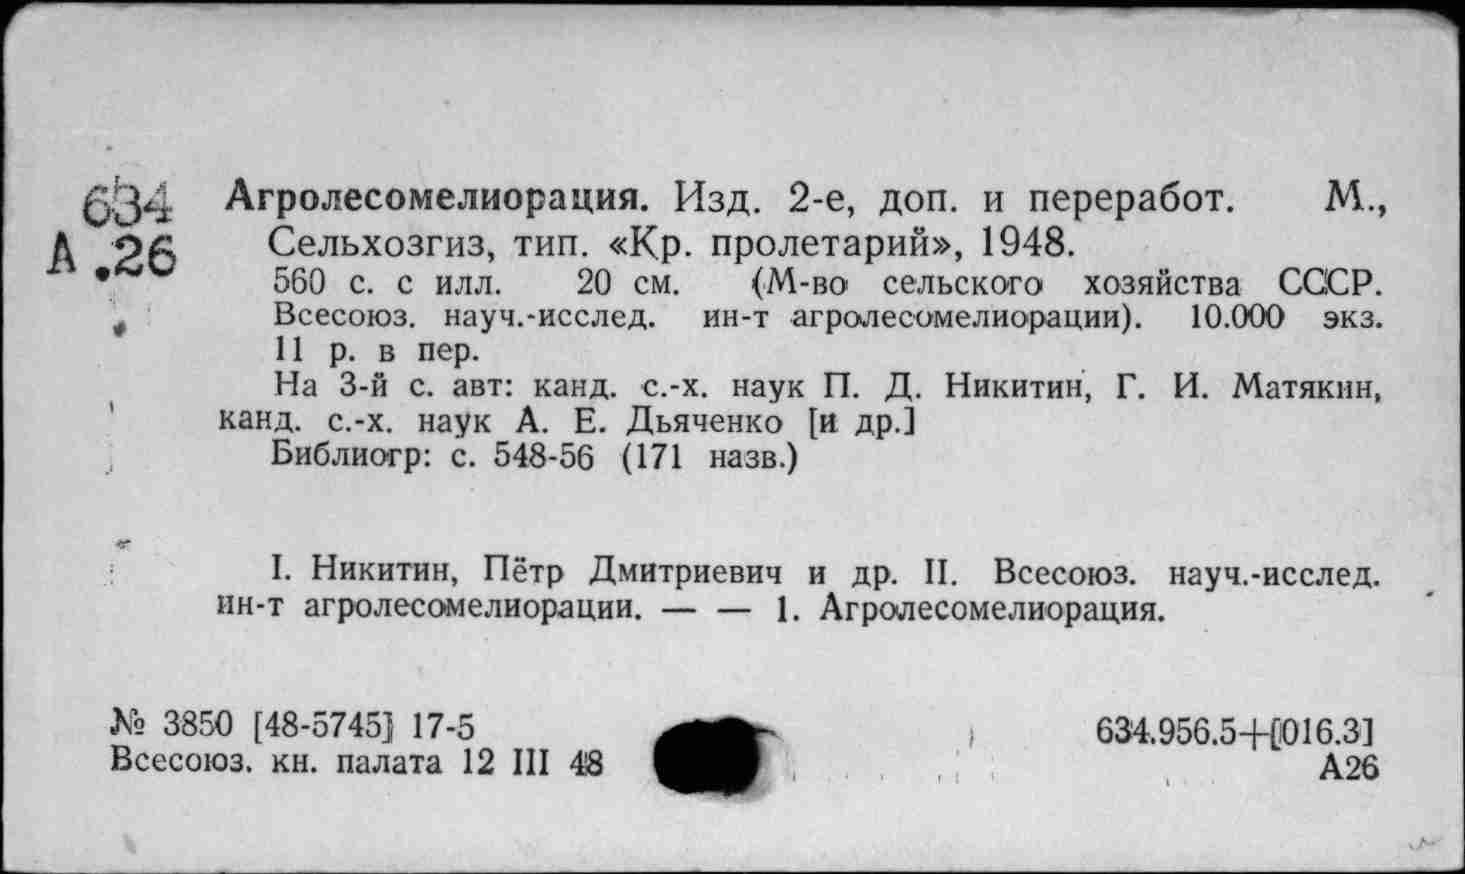 634 Агролесомелиорация. Изд. 2-е, доп. и переработ. М.,
А.26 Сельхозгиз, тип. «Кр. пролетарий», 1948.
560 с. с илл. 20 см. (М-во сельского хозяйства СССР.
Всесоюз. науч.-исслед. ин-т агролесомелиорации). 10.000 экз.
11 р. в пер.
На 3-й с. авт: канд. с.-х. наук П. Д. Никитин, Г. И. Матякин,
канд. с.-х. наук А. Е. Дьяченко [и др.]
Библиогр: с. 548-56 (171 назв.)
I. Никитин, Пётр Дмитриевич и др. II. Всесоюз. науч.-исслед.
ин-т агролесомелиорации. — — 1. Агролесомелиорация.
№ 3850 [48-5745] 17-5 634.956.5+[016.3]
Всесоюз. кн. палата 12 III 48 А26